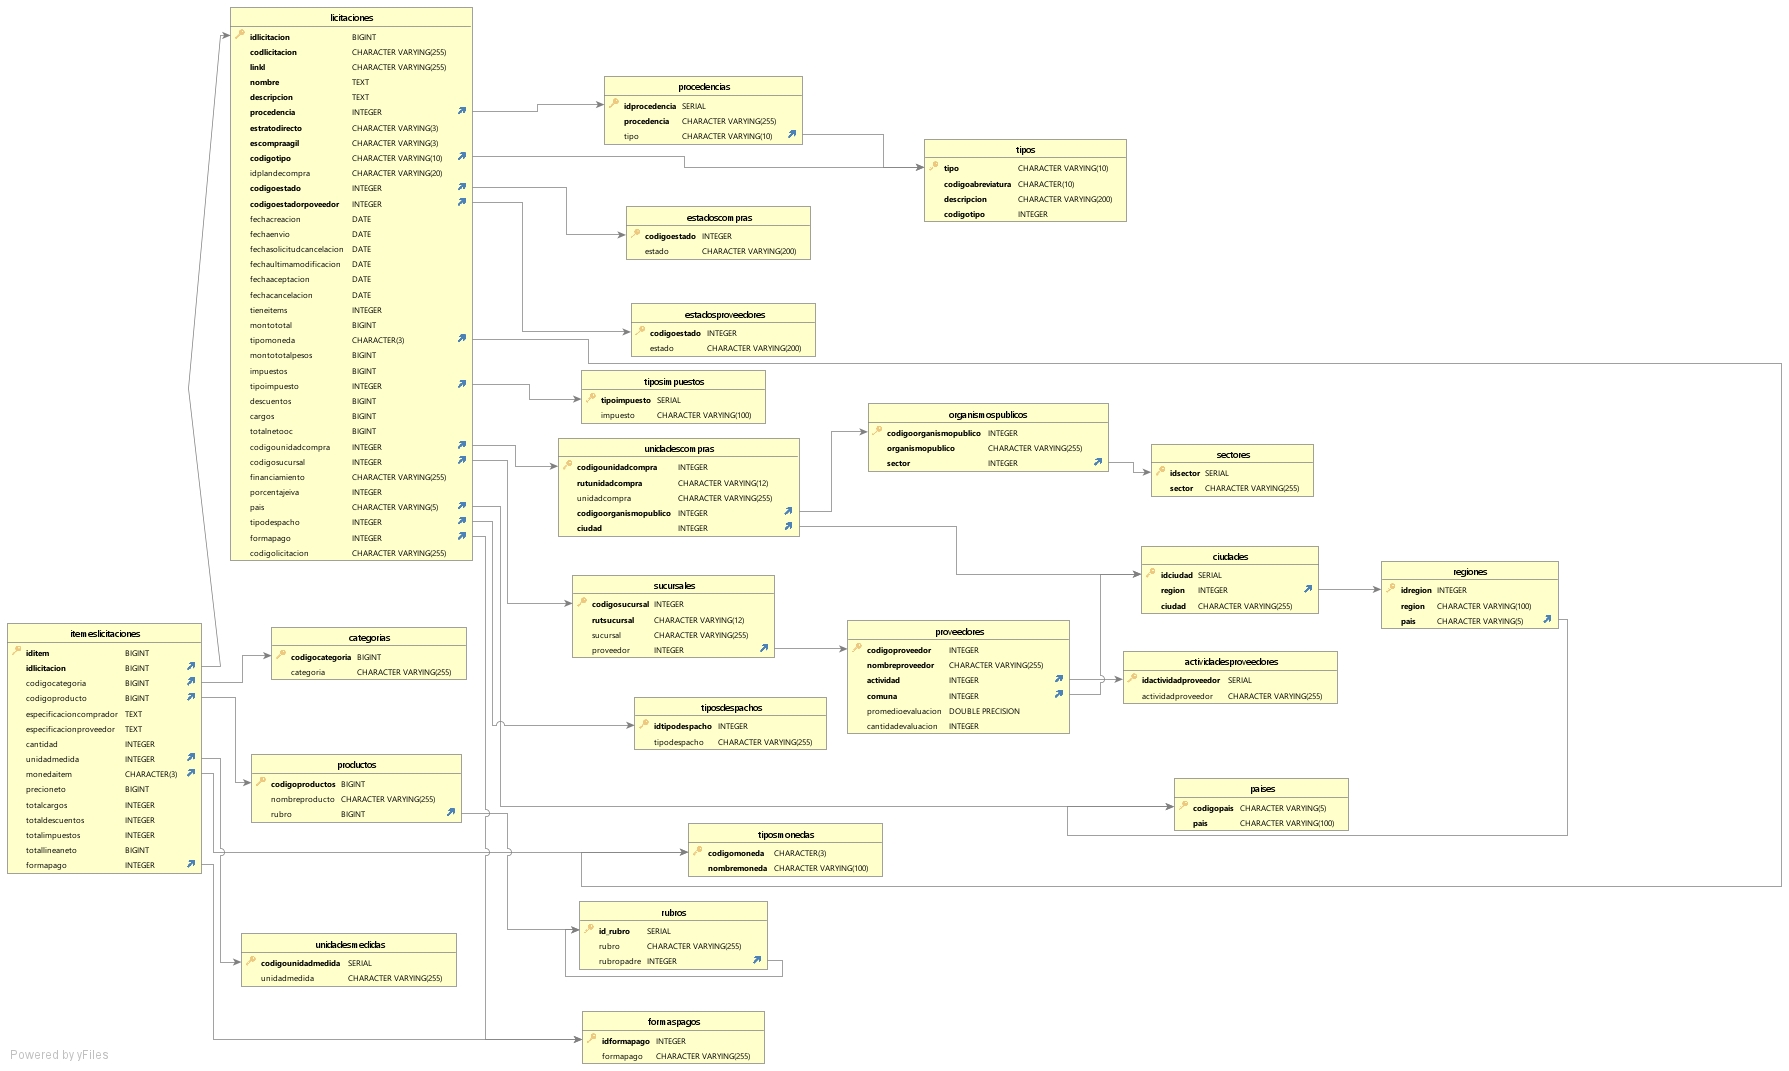 licitaciones
idlicitacion BIGINT
codlicitacion CHARACTER VARYING(255)
linkl CHARACTER VARYING(255)
nombre TEXT
descripcion TEXT
procedencia INTEGER
estratodirecto CHARACTER VARYING(3)
escompraagil CHARACTER VARYING(3)
codigotipo CHARACTER VARYING(10)
idplandecompra CHARACTER VARYING(20)
codigoestado INTEGER
codigoestadorpoveedor INTEGER
fechacreacion DATE
fechaenvio DATE
fechasolicitudcancelacion DATE
fechaultimamodificacion DATE
fechaaceptacion DATE
fechacancelacion DATE
tieneitems INTEGER
montototal BIGINT
tipomoneda CHARACTER(3)
montototalpesos BIGINT
impuestos BIGINT
tipoimpuesto INTEGER
descuentos BIGINT
cargos BIGINT
totalnetooc BIGINT
codigounidadcompra INTEGER
codigosucursal INTEGER
financiamiento CHARACTER VARYING(255)
porcentajeiva INTEGER
pais CHARACTER VARYING(5)
tipodespacho INTEGER
formapago INTEGER
codigolicitacion CHARACTER VARYING(255)
procedencias
idprocedencia SERIAL
procedencia CHARACTER VARYING(255)
tipo CHARACTER VARYING(10)
tipos
tipo CHARACTER VARYING(10)
codigoabreviatura CHARACTER(10)
descripcion CHARACTER VARYING(200)
codigotipo INTEGER
estadoscompras
codigoestado INTEGER
estado CHARACTER VARYING(200)
estadosproveedores
codigoestado INTEGER
estado CHARACTER VARYING(200)
tiposimpuestos
tipoimpuesto SERIAL
impuesto CHARACTER VARYING(100)
unidadescompras
codigounidadcompra INTEGER
rutunidadcompra CHARACTER VARYING(12)
unidadcompra CHARACTER VARYING(255)
codigoorganismopublico INTEGER
ciudad INTEGER
organismospublicos
codigoorganismopublico INTEGER
organismopublico CHARACTER VARYING(255)
sector INTEGER
sectores
idsector SERIAL
sector CHARACTER VARYING(255)
ciudades
idciudad SERIAL
region INTEGER
ciudad CHARACTER VARYING(255)
regiones
idregion INTEGER
region CHARACTER VARYING(100)
pais CHARACTER VARYING(5)
sucursales
codigosucursal INTEGER
rutsucursal CHARACTER VARYING(12)
sucursal CHARACTER VARYING(255)
proveedor INTEGER
proveedores
codigoproveedor INTEGER
nombreproveedor CHARACTER VARYING(255)
actividad INTEGER
comuna INTEGER
promedioevaluacion DOUBLE PRECISION
cantidadevaluacion INTEGER
actividadesproveedores
idactividadproveedor SERIAL
actividadproveedor CHARACTER VARYING(255)
itemeslicitaciones
iditem BIGINT
idlicitacion BIGINT
codigocategoria BIGINT
codigoproducto BIGINT
especificacioncomprador TEXT
especificacionproveedor TEXT
cantidad INTEGER
unidadmedida INTEGER
monedaitem CHARACTER(3)
precioneto BIGINT
totalcargos INTEGER
totaldescuentos INTEGER
totalimpuestos INTEGER
totallineaneto BIGINT
formapago INTEGER
categorias
codigocategoria BIGINT
categoria CHARACTER VARYING(255)
tiposdespachos
idtipodespacho INTEGER
tipodespacho CHARACTER VARYING(255)
productos
codigoproductos BIGINT
nombreproducto CHARACTER VARYING(255)
rubro BIGINT
paises
codigopais CHARACTER VARYING(5)
pais CHARACTER VARYING(100)
tiposmonedas
codigomoneda CHARACTER(3)
nombremoneda CHARACTER VARYING(100)
rubros
id_rubro SERIAL
rubro CHARACTER VARYING(255)
rubropadre INTEGER
unidadesmedidas
codigounidadmedida SERIAL
unidadmedida CHARACTER VARYING(255)
formaspagos
idformapago INTEGER
formapago CHARACTER VARYING(255)
Powered by yFiles